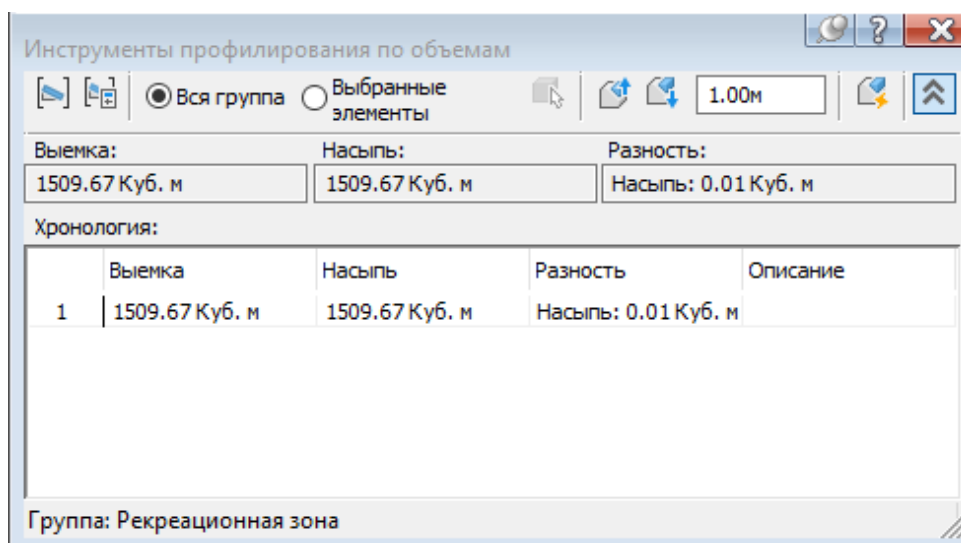 Инструменты профилирования по объемам
Вся группа
Выбранные
элементы
1.00м
Выемка: Насыпь: Разность:
1509.67 Куб. м 1509.67 Куб. м Насыпь: 0.01 Куб. м
Хронология:
Выемка Насыпь Разность Описание
1 1509.67 Куб. м 1509.67 Куб. м Насыпь: 0.01 Куб. м
Группа: Рекреационная зона